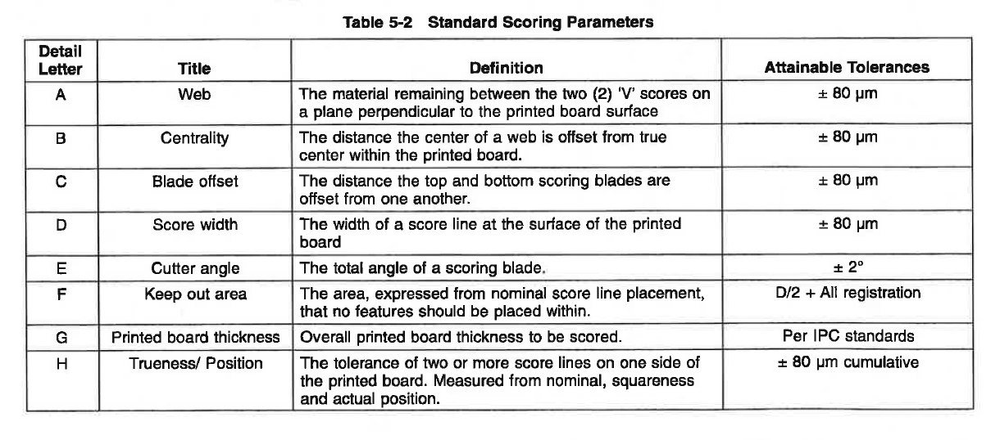 Table 5-2 Standard Scoring Parameters
Detail
Letter
Title
Definition
Attainable Tolerances
A
Web
The material remaining between the two (2) 'V' scores on
a plane perpendicular to the printed board surface
± 80 µm
B
Centrality
The distance the center of a web is offset from true
center within the printed board.
± 80 µm
C
Blade offset
The distance the top and bottom scoring blades are
offset from one another.
± 80 µm
D
Score width
The width of a score line at the surface of the printed
board
± 80 µm
E
Cutter angle
The total angle of a scoring blade.
± 2°
F
Keep out area
The area, expressed from nominal score line placement,
that no features should be placed within.
D/2 + All registration
G
Printed board thickness
Overall printed board thickness to be scored.
Per IPC standards
H
Trueness/ Position
The tolerance of two or more score lines on one side of
the printed board. Measured from nominal, squareness
and actual position.
± 80 µm cumulative